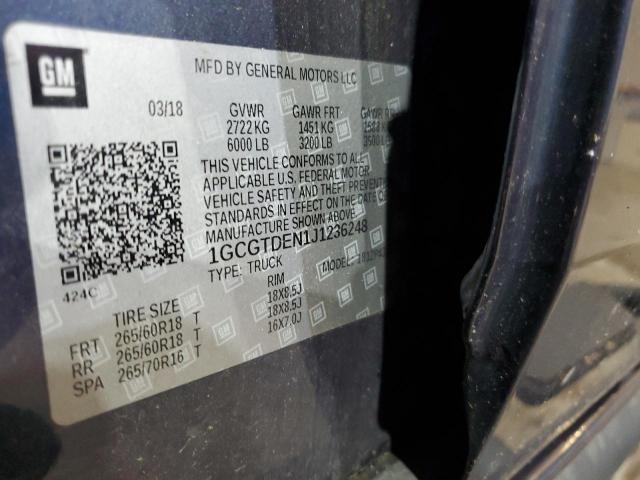 GM
MFD BY GENERAL MOTORS LLC
03/18 GVWR GAWR FRT GAWR
2722 KG 1451 KG
6000 LB 3200 LB
THIS VEHICLE CONFORMS TO ALL
APPLICABLE U.S. FEDERAL MOTOR
VEHICLE SAFETY AND THEFT PREVENTION
STANDARDS IN EFFECT ON THE DATE OF
MANUFACTURE SHOWN ABOVE.
1GCGTDEN1J1236248
TYPE: TRUCK MODEL:
424C
TIRE SIZE RIM
FRT 265/60R18 T 18X8.5J
RR 265/60R18 T 18X8.5J
SPA 265/70R16 T 16X7.0J